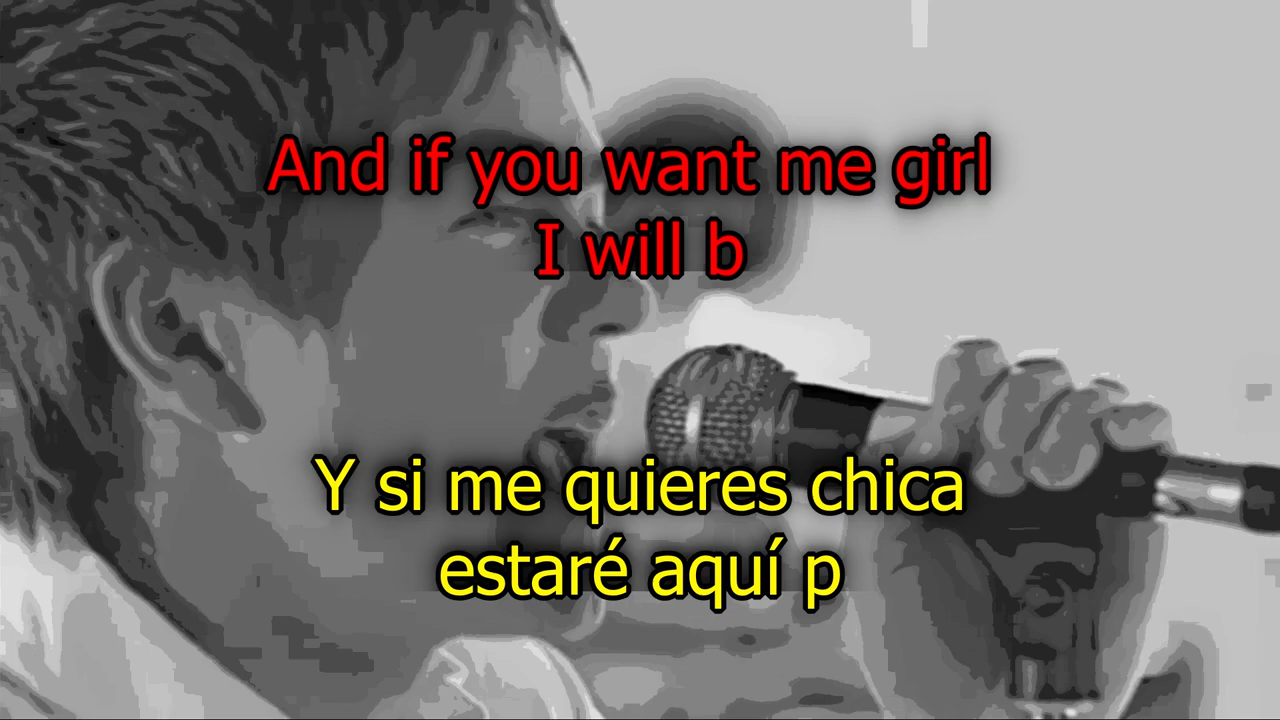 And if you want me girl
I will b
Y si me quieres chica
estaré aquí p